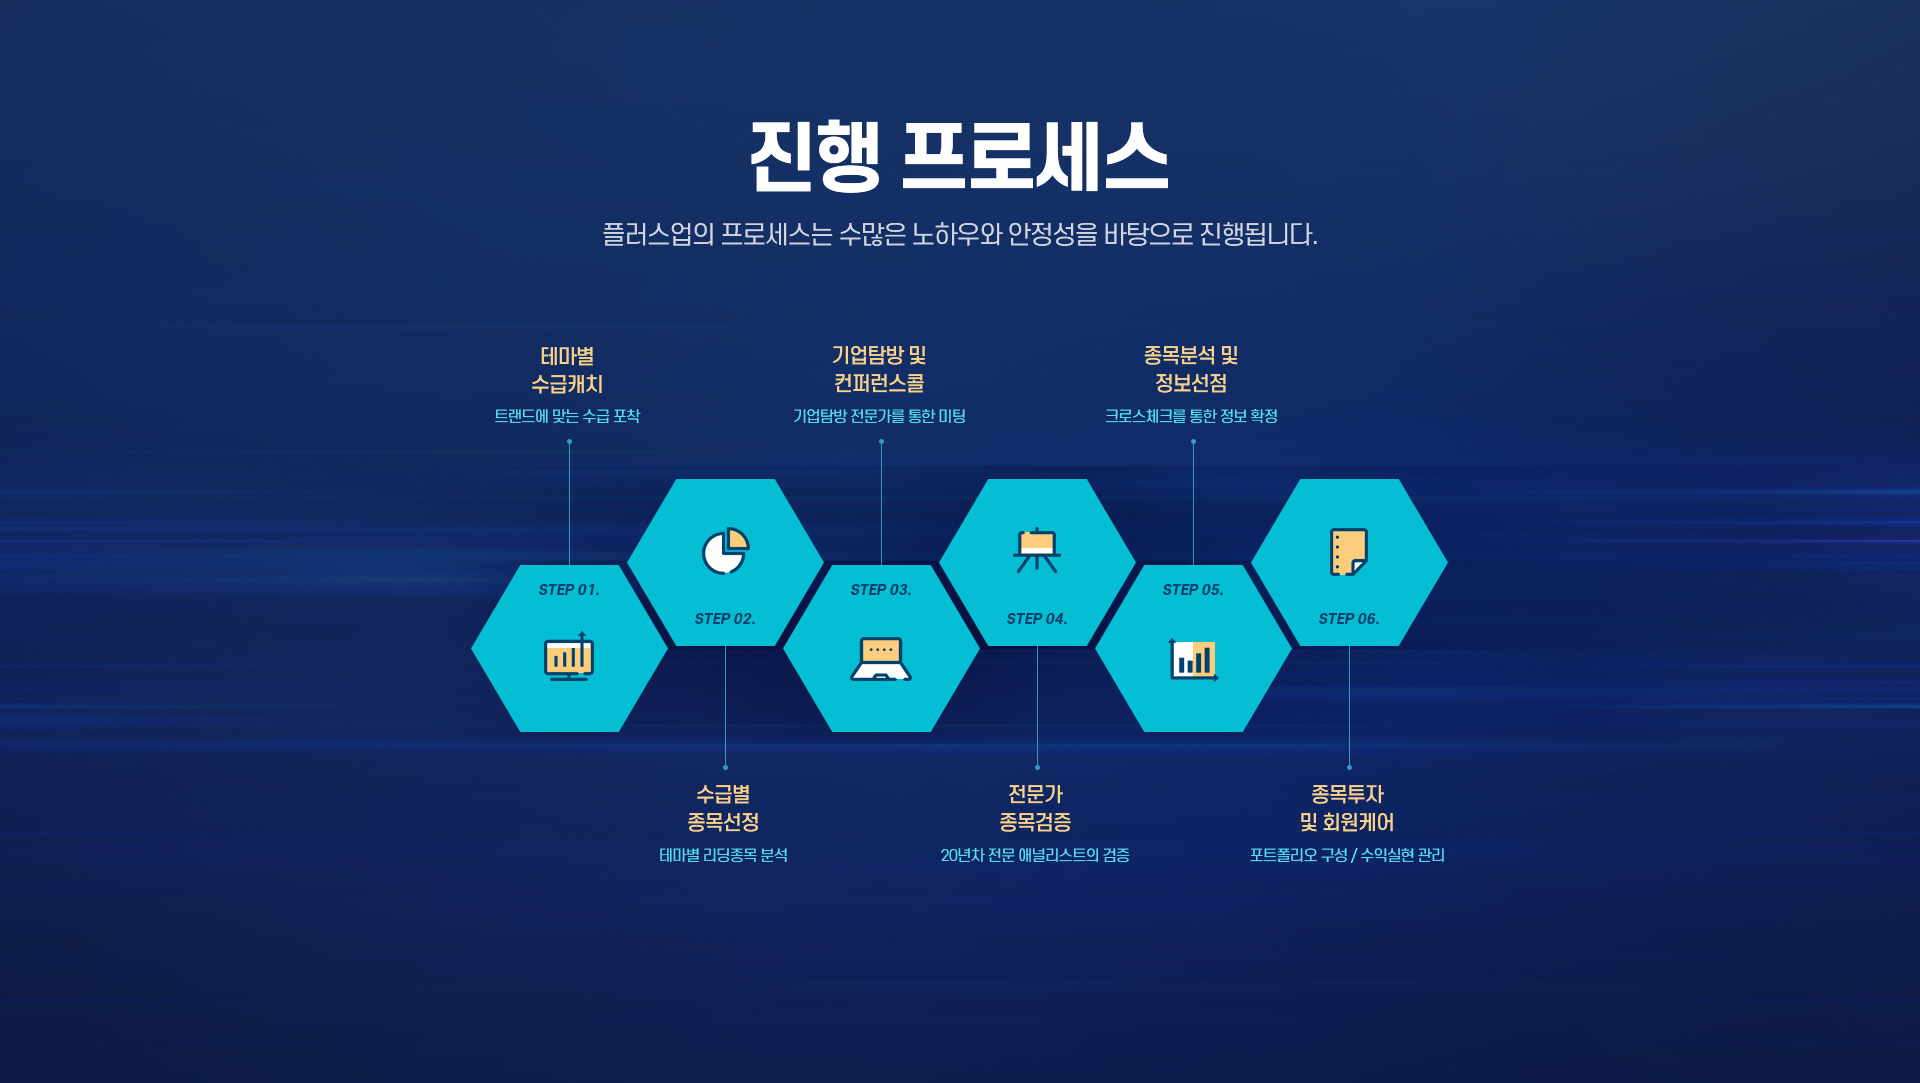 진행 프로세스
플러스업의 프로세스는 수많은 노하우와 안정성을 바탕으로 진행됩니다.
테마별
수급캐치
트랜드에 맞는 수급 포착
STEP 01.
STEP 02.
수급별
종목선정
테마별 리딩종목 분석
기업탐방 및
컨퍼런스콜
기업탐방 전문가를 통한 미팅
STEP 03.
STEP 04.
전문가
종목검증
20년차 전문 애널리스트의 검증
종목분석 및
정보선점
크로스체크를 통한 정보 확정
STEP 05.
STEP 06.
종목투자
및 회원케어
포트폴리오 구성 / 수익실현 관리